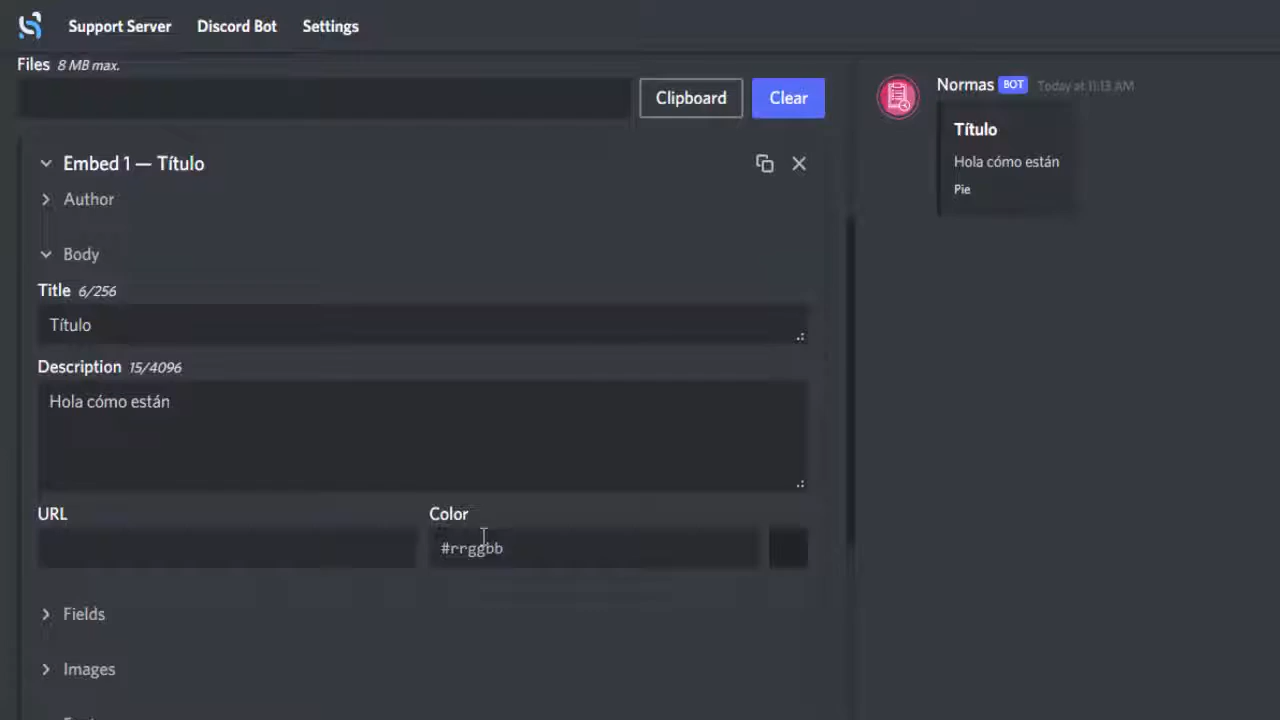 Support Server Discord Bot Settings
Files 8 MB max.
Clipboard Clear
Embed 1 — Título
Author
Body
Title 6/256
Título
Description 15/4096
Hola cómo están
URL Color
#rrggbb
Fields
Images
Normas BOT Today at 11:13 AM
Título
Hola cómo están
Pie